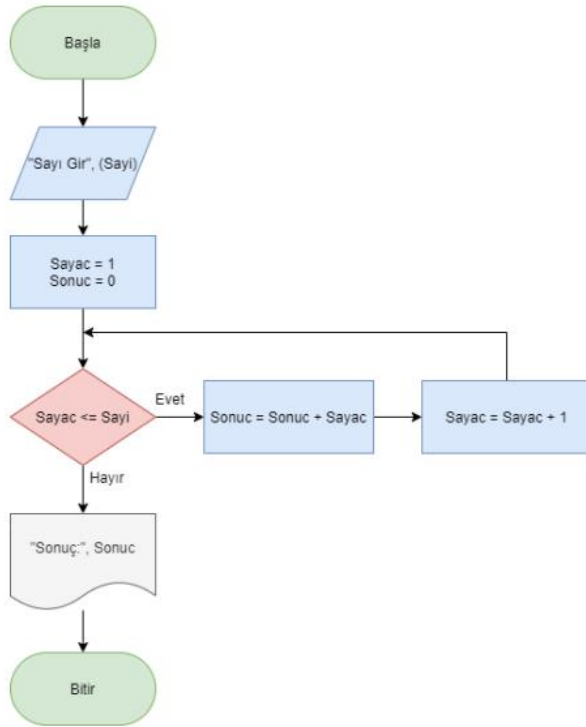 Başla
"Sayı Gir", (Sayi)
Sayac = 1
Sonuc = 0
Sayac <= Sayi
Evet
Sonuc = Sonuc + Sayac
Sayac = Sayac + 1
Hayır
"Sonuç:", Sonuc
Bitir